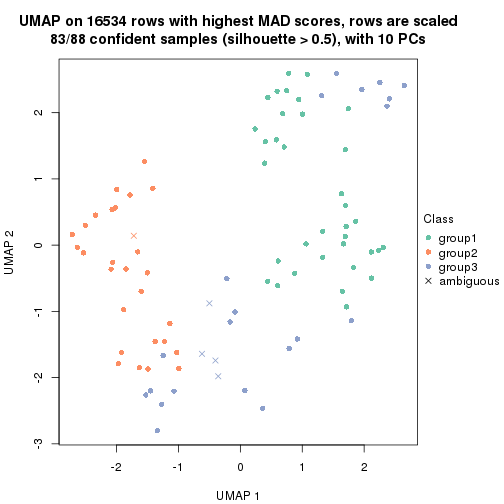 UMAP on 16534 rows with highest MAD scores, rows are scaled
83/88 confident samples (silhouette > 0.5), with 10 PCs
2
1
0
-1
-2
-3
UMAP 2
-2
-1
0
1
2
UMAP 1
Class
group1
group2
group3
ambiguous